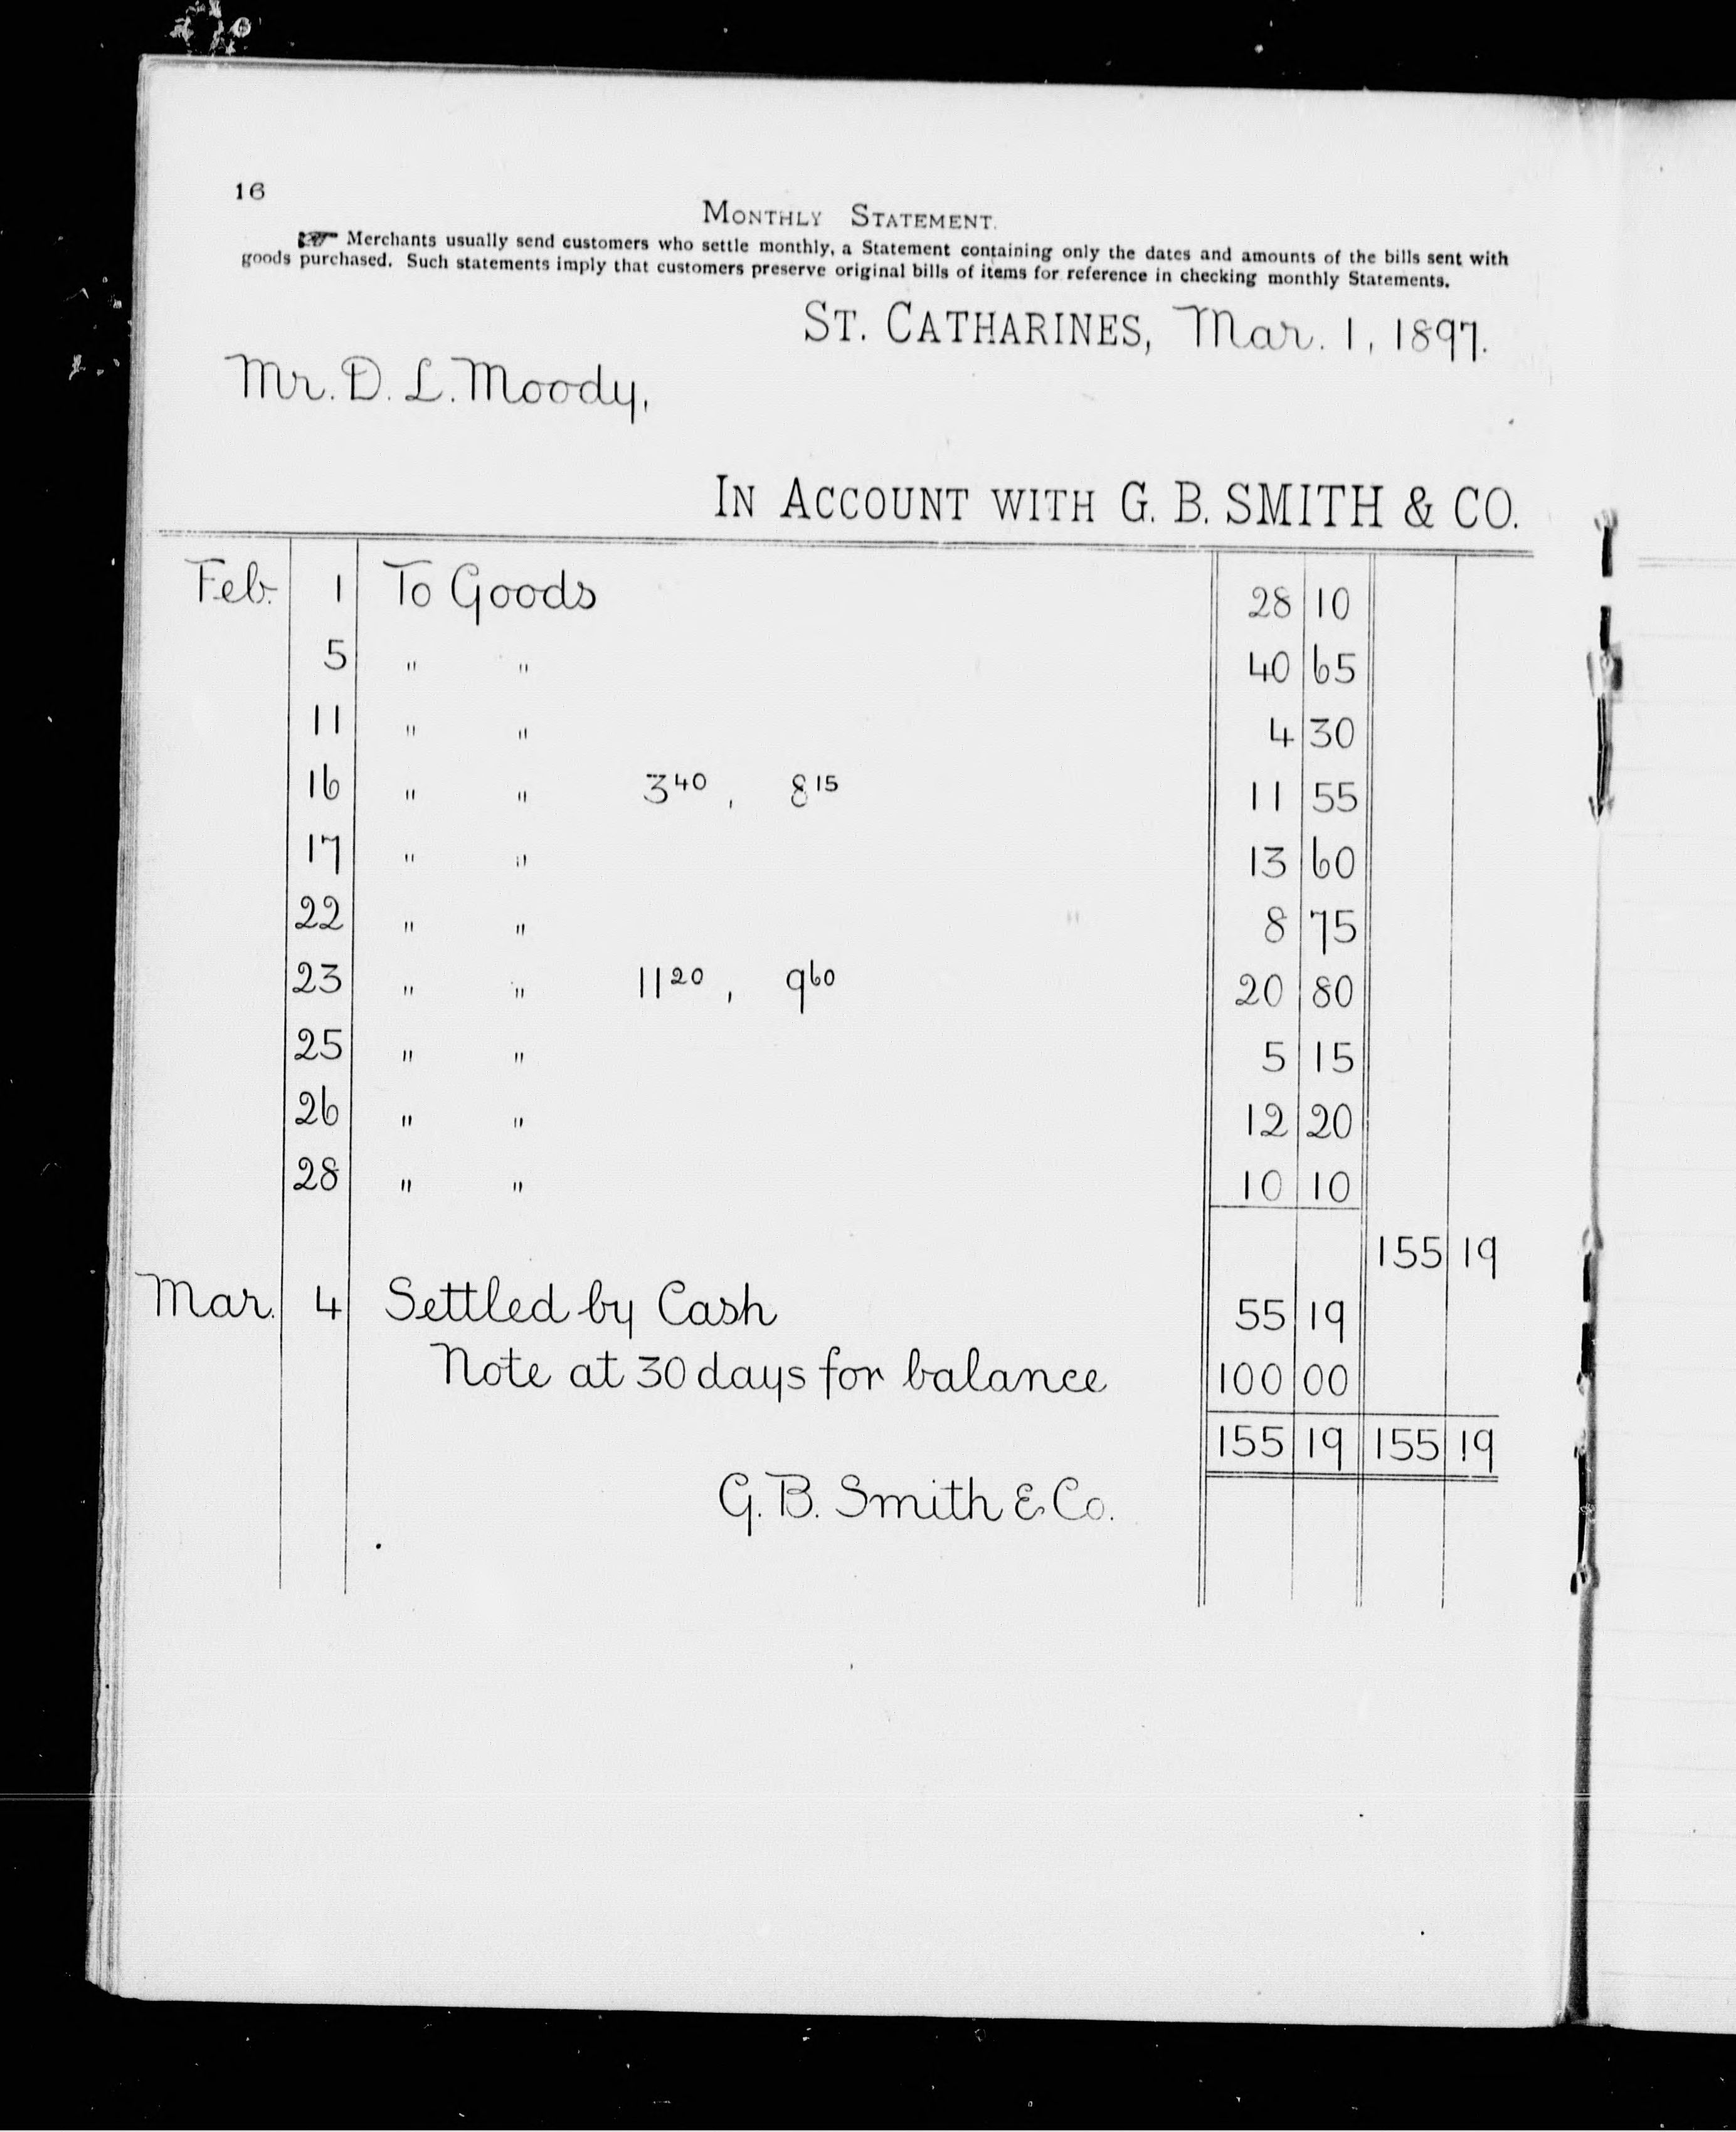 16
MONTHLY STATEMENT.
☞ Merchants usually send customers who settle monthly, a Statement containing only the dates and amounts of the bills sent with
goods purchased. Such statements imply that customers preserve original bills of items for reference in checking monthly Statements.
ST. CATHARINES, Mar. 1, 1897.
Mr. D. L. Moody,
IN ACCOUNT WITH G. B. SMITH & CO.
Feb. 1 To Goods 28 10
5 " " 40 65
11 " " 4 30
16 " " 3 40, 8 15 11 55
17 " " 13 60
22 " " 8 75
23 " " 11 20, 9 60 20 80
25 " " 5 15
26 " " 12 20
28 " " 10 10
155 19
Mar. 4 Settled by Cash 55 19
Note at 30 days for balance 100 00
155 19 155 19
G. B. Smith & Co.